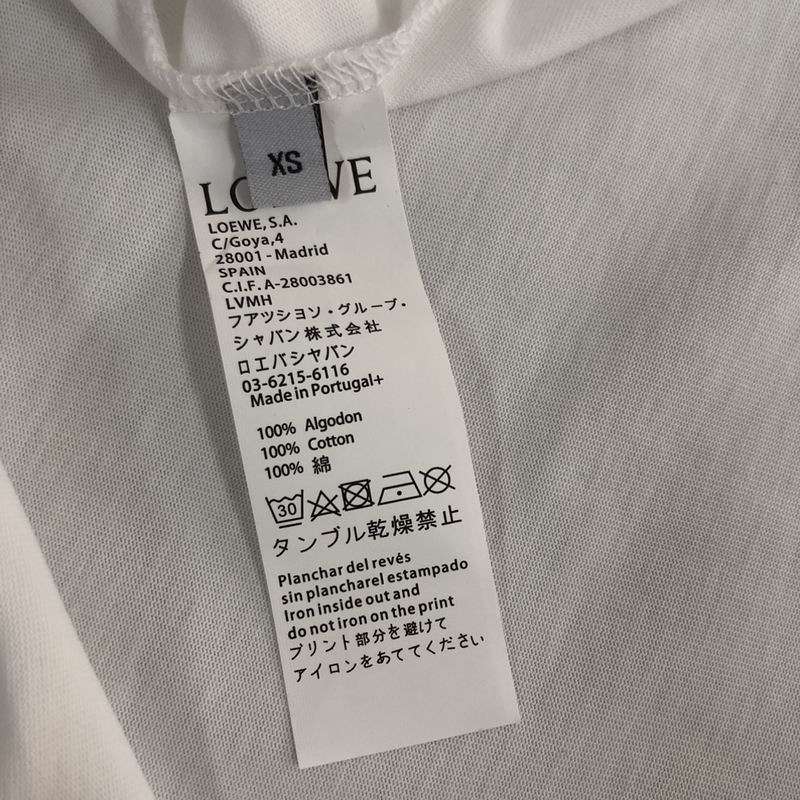 XS
LOEWE
LOEWE, S.A.
C/Goya,4
28001 - Madrid
SPAIN
C.I.F. A-28003861
LVMH
フアツシヨン・グループ・
シャバン株式会社
ロエバシヤバン
03-6215-6116
Made in Portugal+
100% Algodon
100% Cotton
100% 綿
30
タンブル乾燥禁止
Planchar del revés
sin plancharel estampado
Iron inside out and
do not iron on the print
プリント部分を避けて
アイロンをあててください